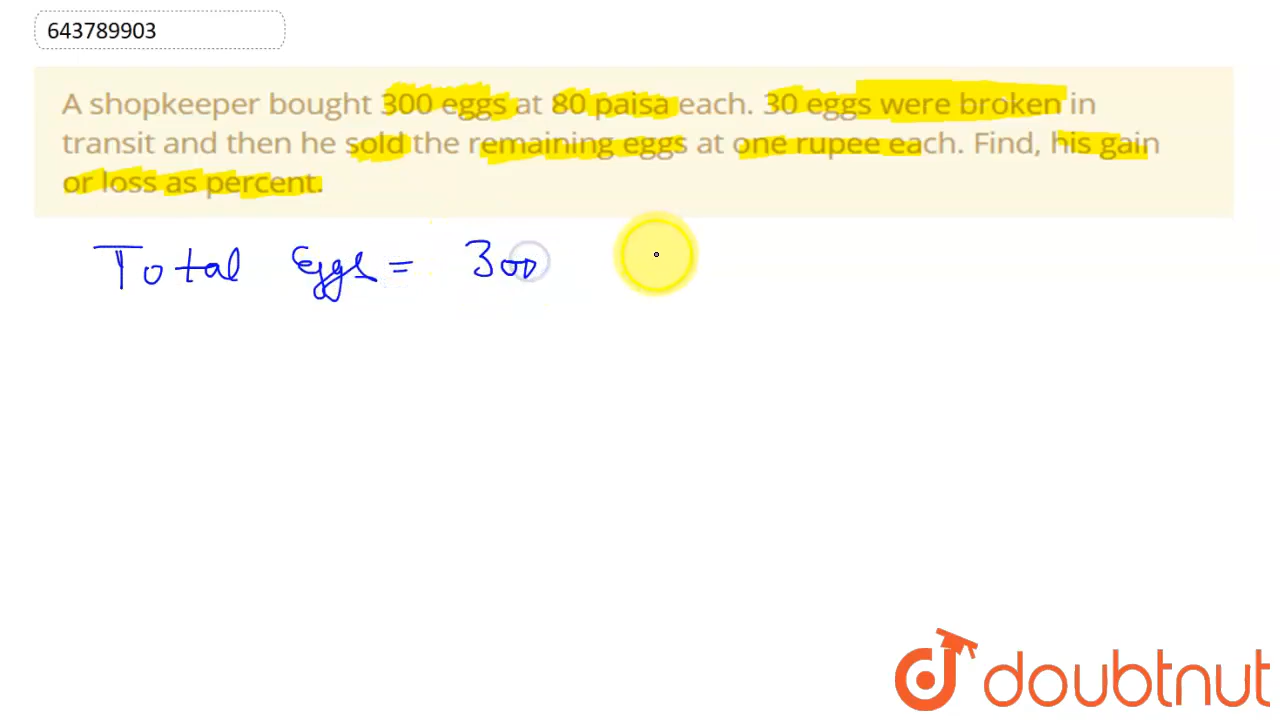 643789903
A shopkeeper bought 300 eggs at 80 paisa each. 30 eggs were broken in
transit and then he sold the remaining eggs at one rupee each. Find, his gain
or loss as percent.
Total eggs = 300
doubtnut